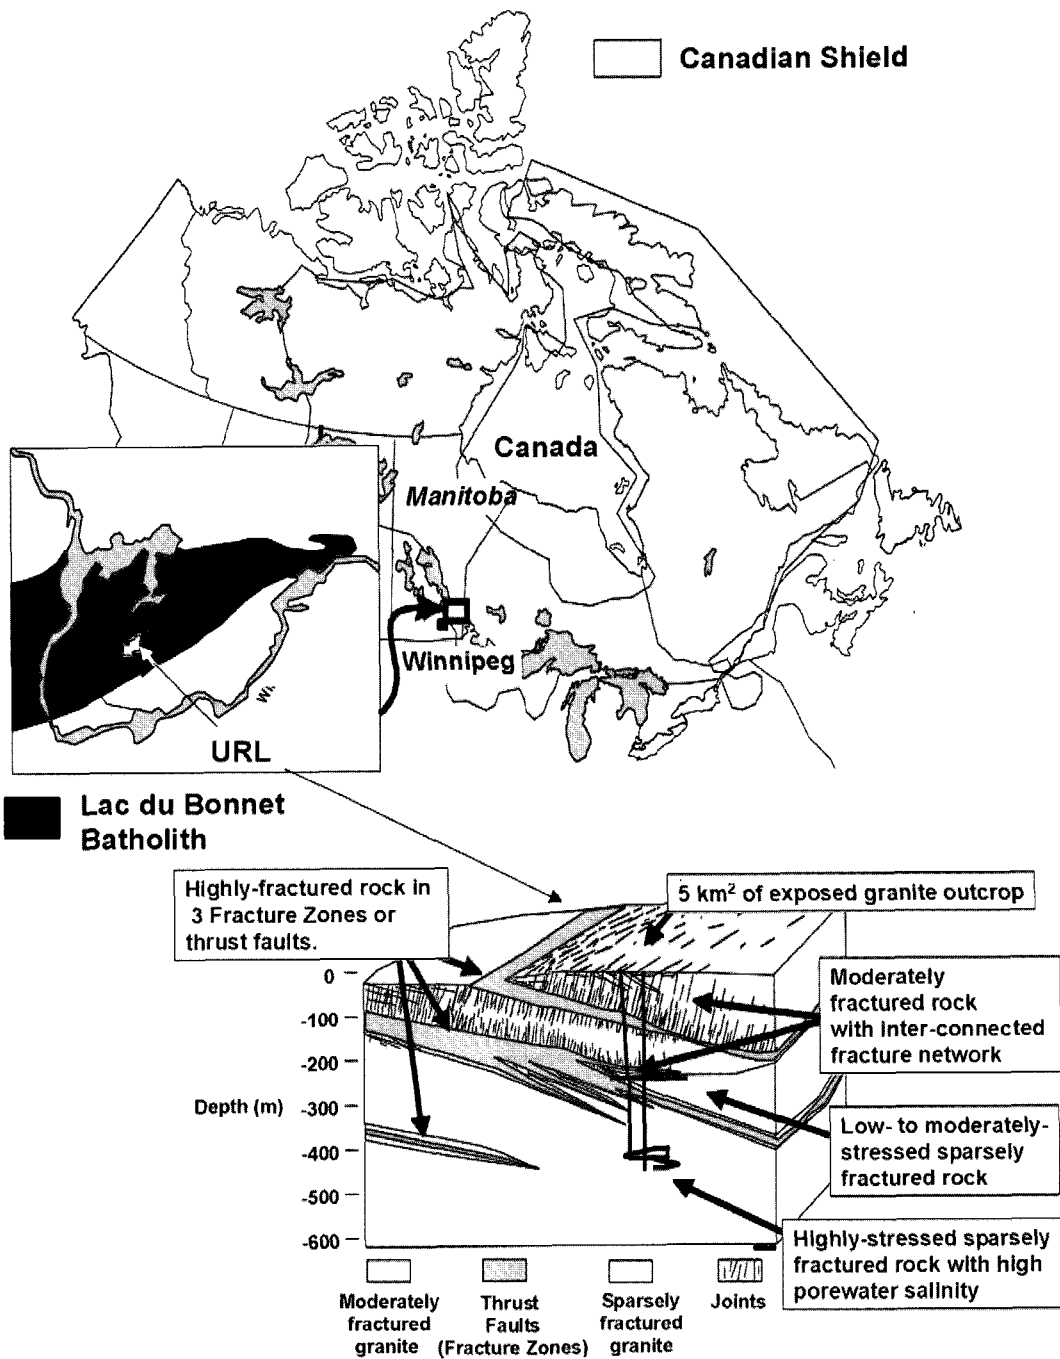 Canadian Shield
Canada
Manitoba
Winnipeg
Wi.
URL
Lac du Bonnet
Batholith
Highly-fractured rock in
3 Fracture Zones or
thrust faults.
5 km² of exposed granite outcrop
Moderately
fractured rock
with inter-connected
fracture network
Low- to moderately-
stressed sparsely
fractured rock
Highly-stressed sparsely
fractured rock with high
porewater salinity
0
-100
-200
Depth (m) -300
-400
-500
-600
Moderately
fractured
granite
Thrust
Faults
(Fracture Zones)
Sparsely
fractured
granite
Joints